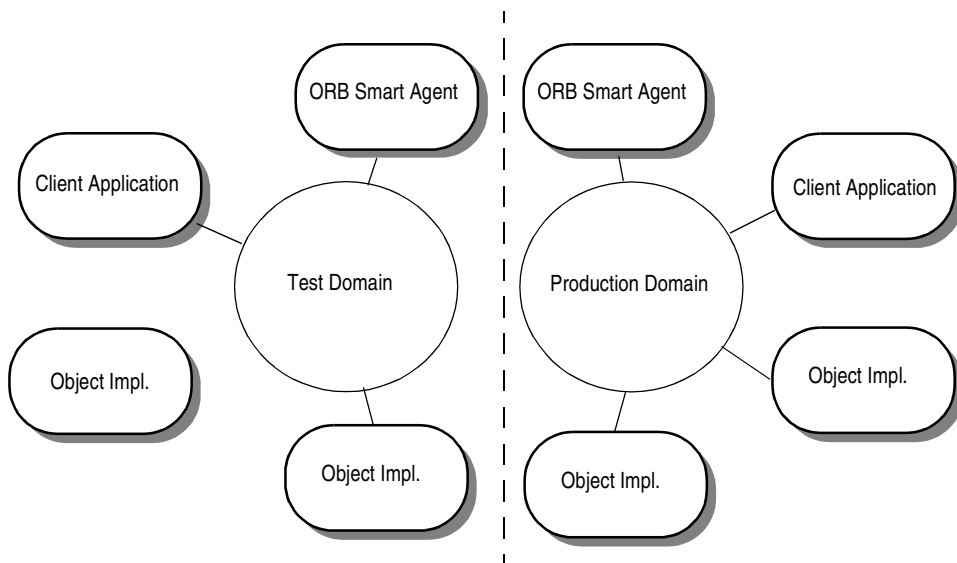 ORB Smart Agent
Client Application
Test Domain
Object Impl.
Object Impl.
ORB Smart Agent
Client Application
Production Domain
Object Impl.
Object Impl.